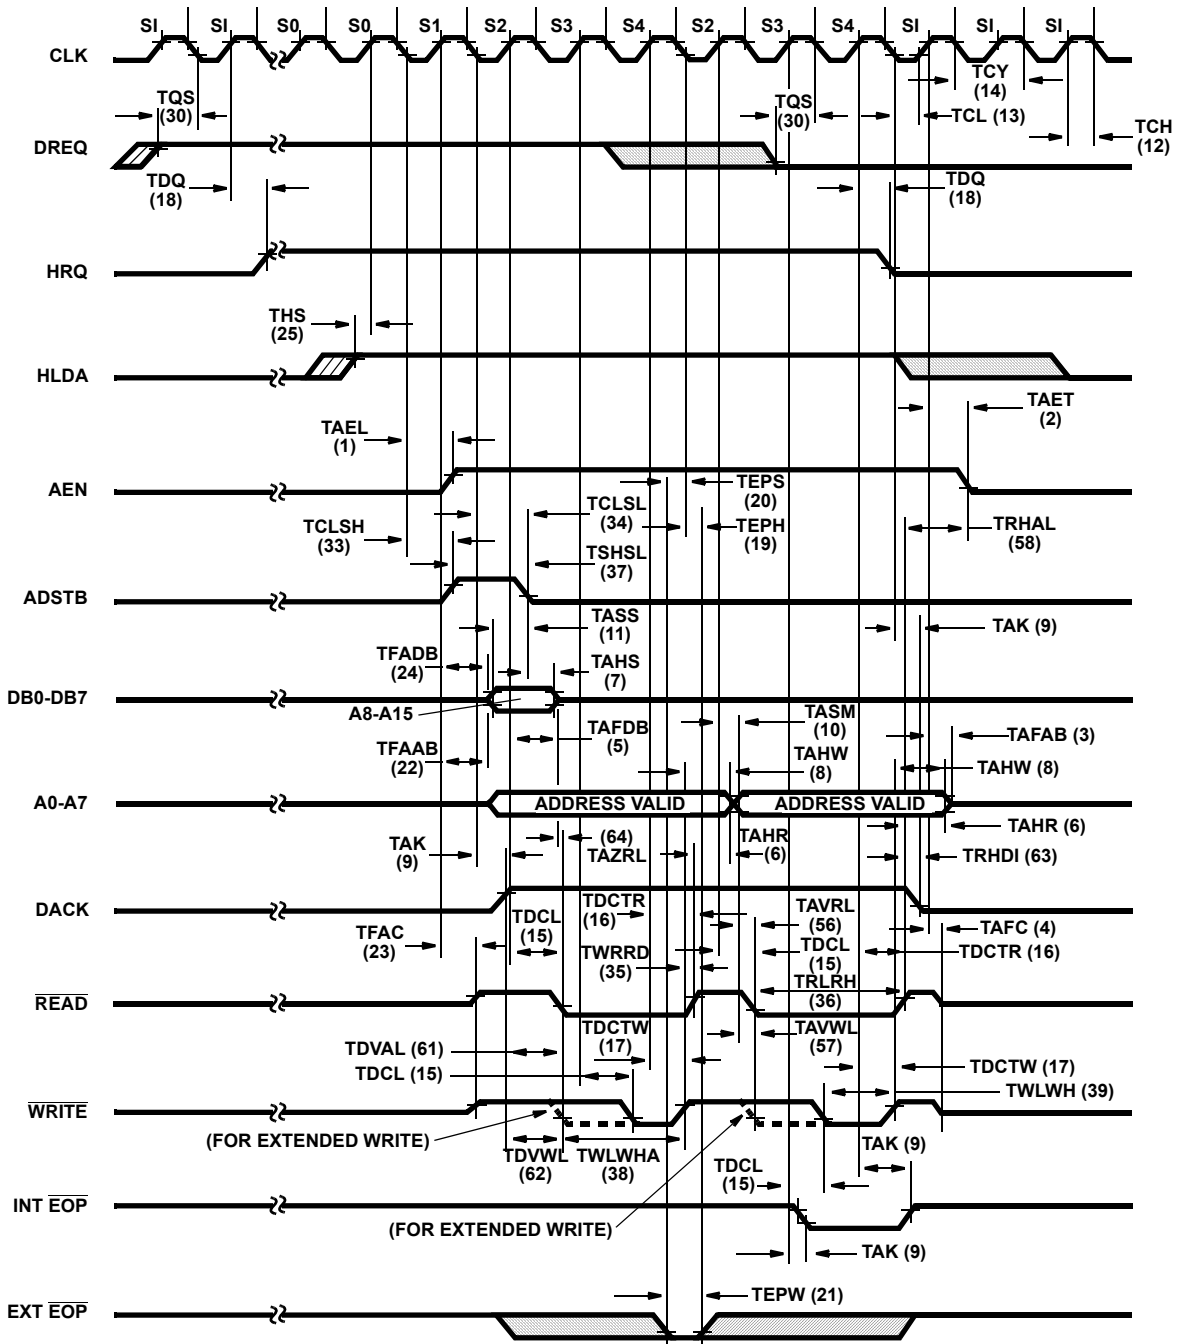 SI SI S0 S0 S1 S2 S3 S4 S2 S3 S4 SI SI SI
CLK
TCY
(14)
TQS
(30)
TQS
(30)
TCL (13)
TCH
(12)
DREQ
TDQ
(18)
TDQ
(18)
HRQ
THS
(25)
HLDA
TAET
(2)
TAEL
(1)
AEN
TEPS
(20)
TCLSL
(34)
TEPH
(19)
TRHAL
(58)
TCLSH
(33)
TSHSL
(37)
ADSTB
TASS
(11)
TAK (9)
TFADB
(24)
TAHS
(7)
DB0-DB7
A8-A15
TAFDB
(5)
TASM
(10)
TAFAB (3)
TFAAB
(22)
TAHW
(8)
TAHW (8)
A0-A7
ADDRESS VALID ADDRESS VALID
TAHR (6)
TAK
(9)
(64)
TAZRL
TAHR
(6)
TRHDI (63)
DACK
TDCTR
(16)
TAVRL
(56)
TAFC (4)
TFAC
(23)
TDCL
(15)
TWRRD
(35)
TDCL
(15)
TDCTR (16)
TRLRH
(36)
READ
TDCTW
(17)
TAVWL
(57)
TDVAL (61)
TDCL (15)
TDCTW (17)
TWLWH (39)
WRITE
(FOR EXTENDED WRITE)
TDVWL
(62)
TWLWHA
(38)
TDCL
(15)
TAK (9)
INT EOP
(FOR EXTENDED WRITE)
TAK (9)
TEPW (21)
EXT EOP